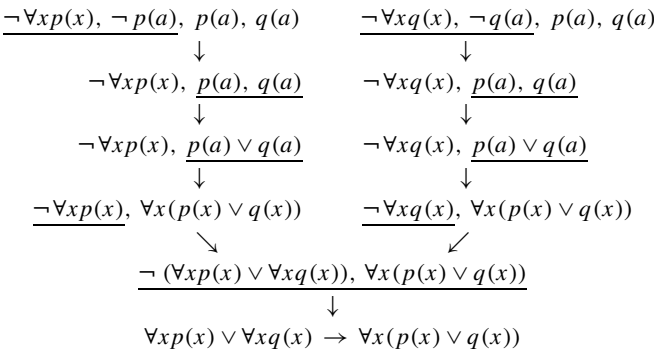 ¬∀xp(x), ¬p(a), p(a), q(a) ¬∀xq(x), ¬q(a), p(a), q(a)
↓ ↓
¬∀xp(x), p(a), q(a) ¬∀xq(x), p(a), q(a)
↓ ↓
¬∀xp(x), p(a) ∨ q(a) ¬∀xq(x), p(a) ∨ q(a)
↓ ↓
¬∀xp(x), ∀x(p(x) ∨ q(x)) ¬∀xq(x), ∀x(p(x) ∨ q(x))
↘ ↙
¬ (∀xp(x) ∨ ∀xq(x)), ∀x(p(x) ∨ q(x))
↓
∀xp(x) ∨ ∀xq(x) → ∀x(p(x) ∨ q(x))